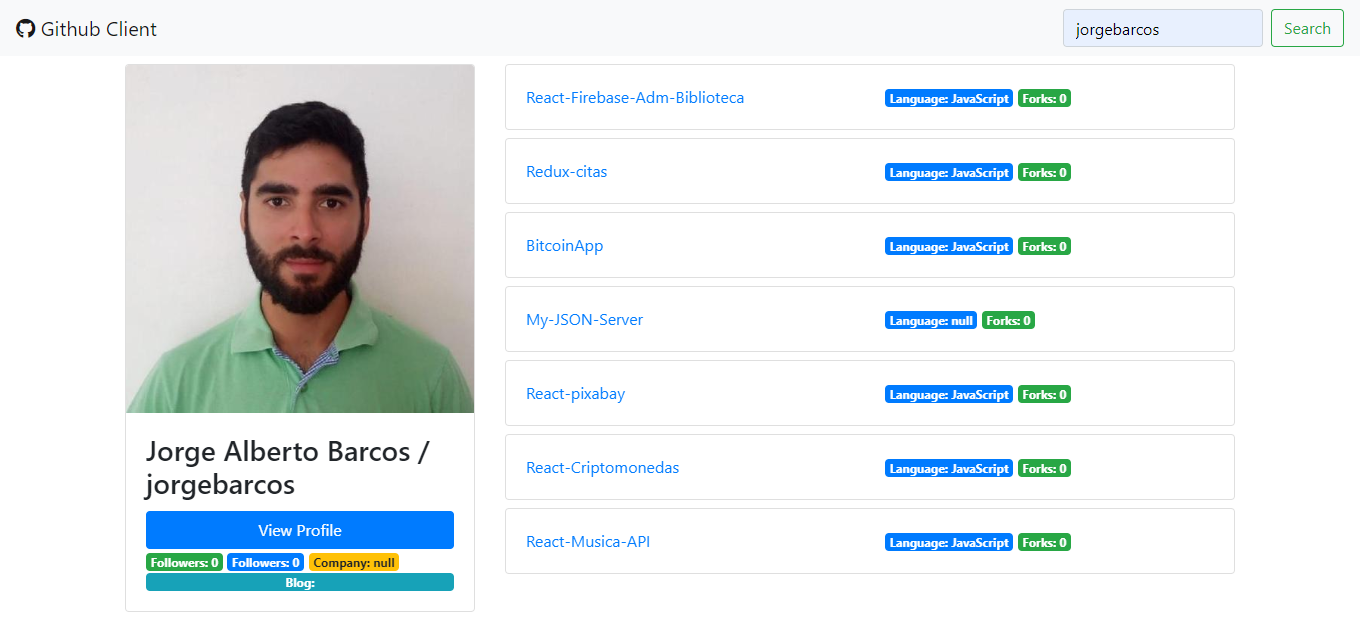 Github Client
jorgebarcos
Search
Jorge Alberto Barcos /
jorgebarcos
View Profile
Followers: 0 Followers: 0 Company: null
Blog:
React-Firebase-Adm-Biblioteca Language: JavaScript Forks: 0
Redux-citas Language: JavaScript Forks: 0
BitcoinApp Language: JavaScript Forks: 0
My-JSON-Server Language: null Forks: 0
React-pixabay Language: JavaScript Forks: 0
React-Criptomonedas Language: JavaScript Forks: 0
React-Musica-API Language: JavaScript Forks: 0